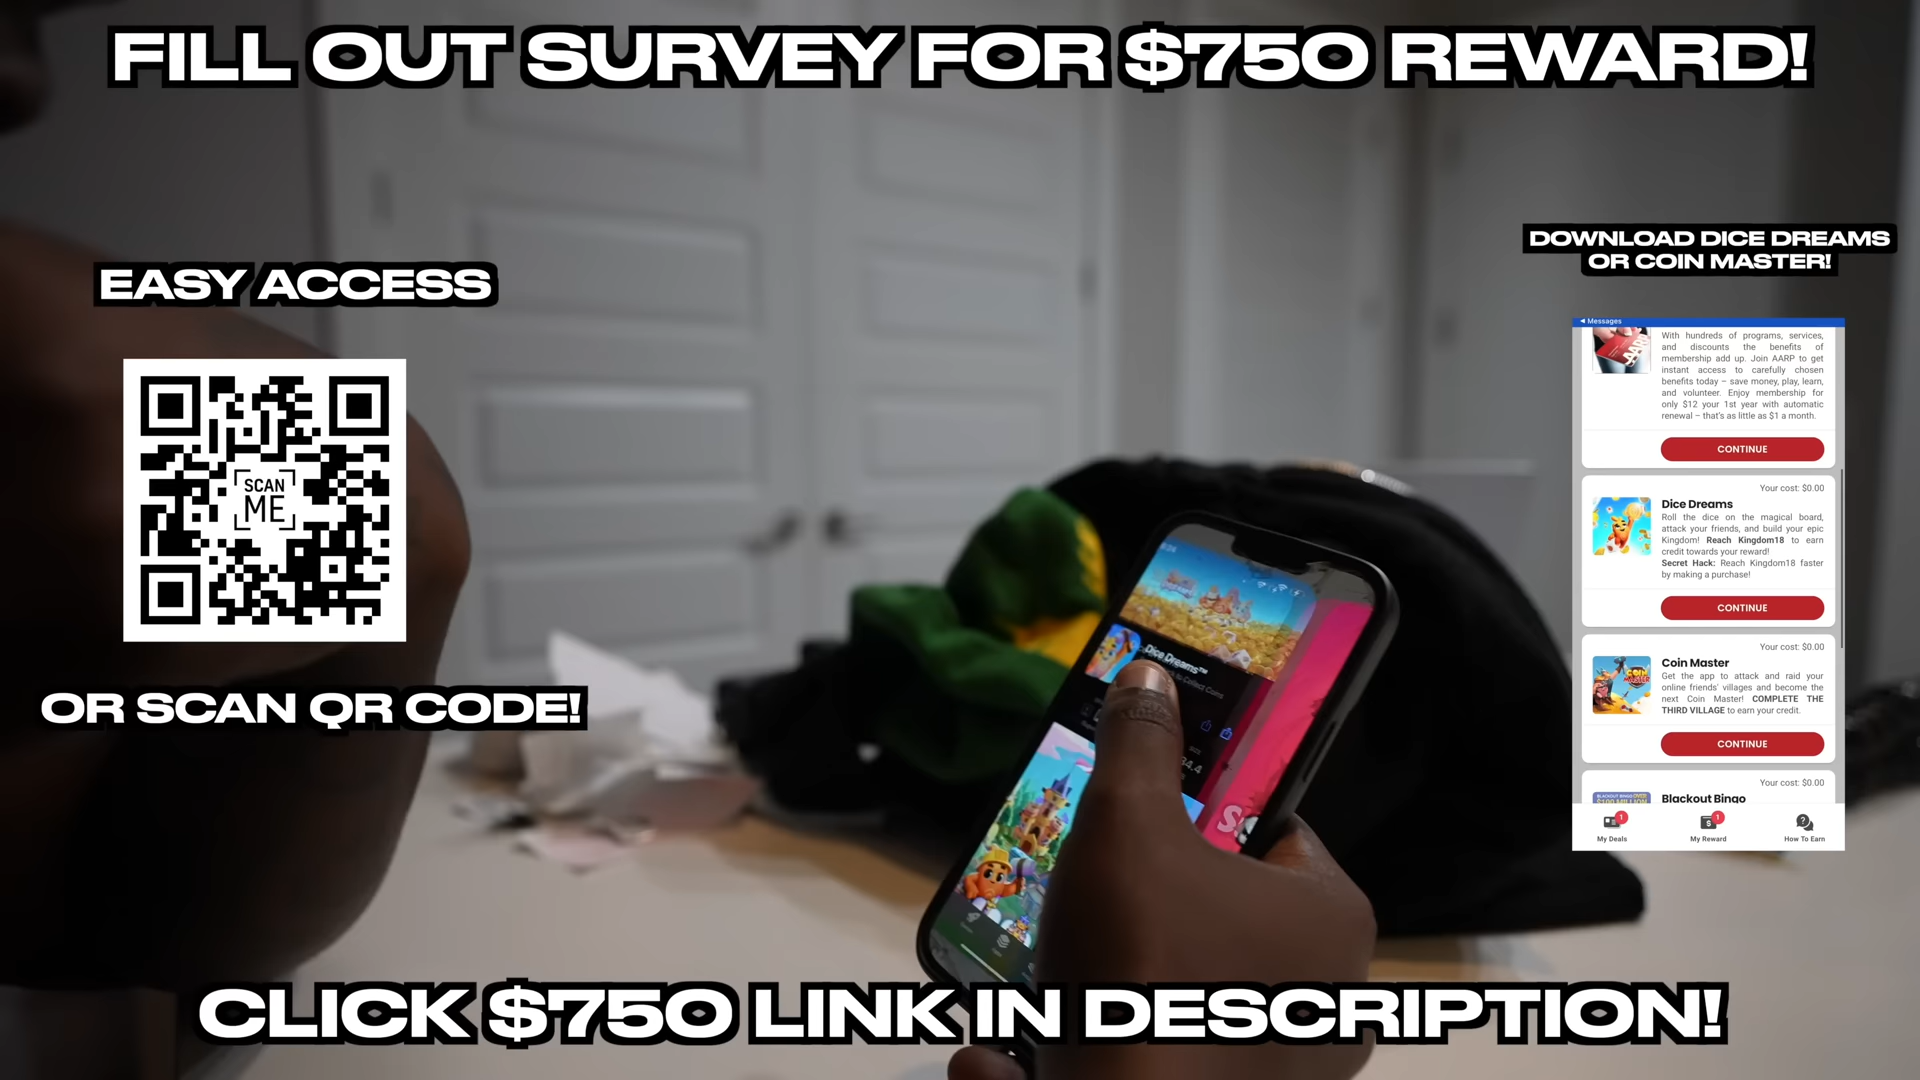 FILL OUT SURVEY FOR $750 REWARD!
EASY ACCESS
SCAN
ME
OR SCAN QR CODE!
DOWNLOAD DICE DREAMS
OR COIN MASTER!
Messages
With hundreds of programs, services,
and discounts the benefits of
membership add up. Join AARP to get
instant access to carefully chosen
benefits today – save money, play, learn,
and volunteer. Enjoy membership for
only $12 your 1st year with automatic
renewal – that's as little as $1 a month.
CONTINUE
Your cost: $0.00
Dice Dreams
Roll the dice on the magical board,
attack your friends, and build your epic
Kingdom! Reach Kingdom18 to earn
credit towards your reward!
Secret Hack: Reach Kingdom18 faster
by making a purchase!
CONTINUE
Your cost: $0.00
Coin Master
Get the app to attack and raid your
online friends' villages and become the
next Coin Master! COMPLETE THE
THIRD VILLAGE to earn your credit.
CONTINUE
Your cost: $0.00
Blackout Bingo
My Deals
My Reward
How To Earn
Dice Dreams™
to Collect Coins
34.4
CLICK $750 LINK IN DESCRIPTION!